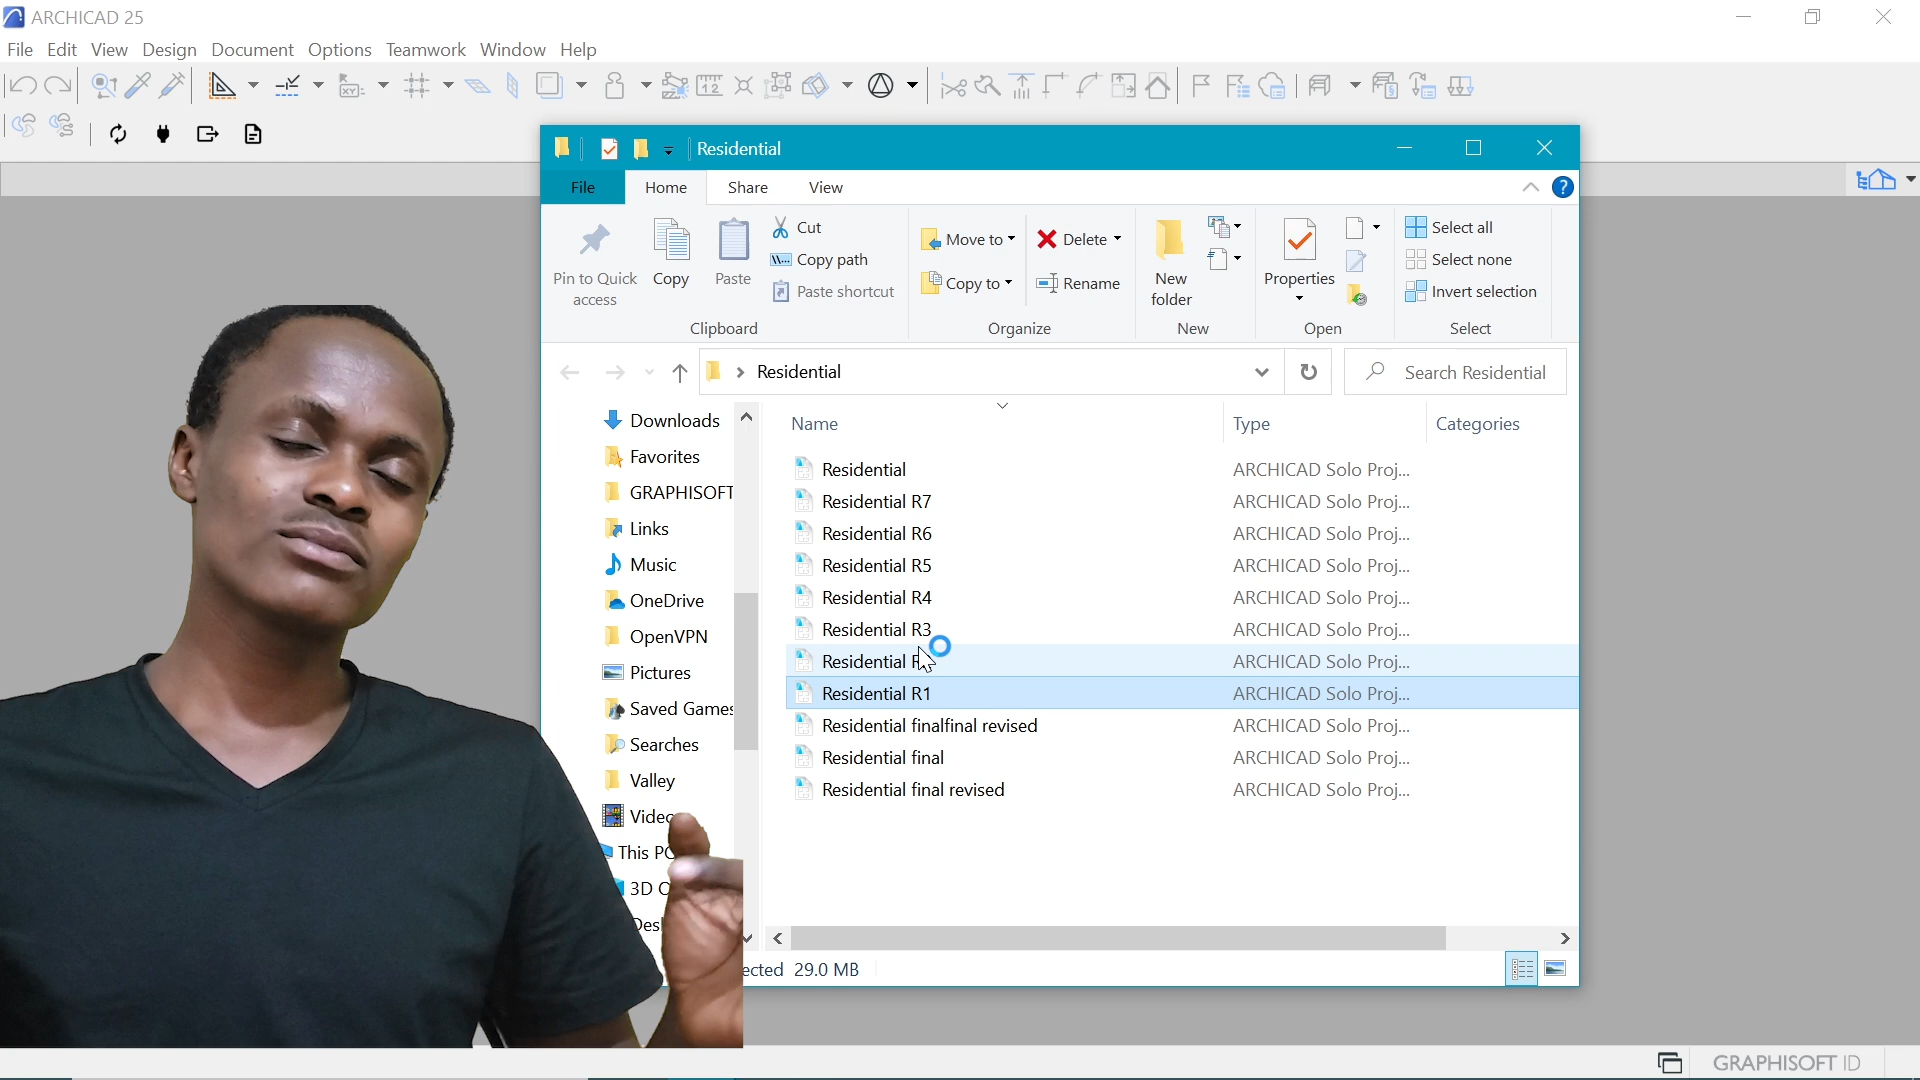 ARCHICAD 25
File Edit View Design Document Options Teamwork Window Help
Residential
File Home Share View
Pin to Quick access
Copy
Paste
Cut
Copy path
Paste shortcut
Clipboard
Move to
Copy to
Delete
Rename
Organize
New folder
New
Properties
Open
Select all
Select none
Invert selection
Select
Residential
Search Residential
Downloads
Favorites
GRAPHISOFT
Links
Music
OneDrive
OpenVPN
Pictures
Saved Games
Searches
Valley
This PC
3D
Name Type Categories
Residential ARCHICAD Solo Proj...
Residential R7 ARCHICAD Solo Proj...
Residential R6 ARCHICAD Solo Proj...
Residential R5 ARCHICAD Solo Proj...
Residential R4 ARCHICAD Solo Proj...
Residential R3 ARCHICAD Solo Proj...
Residential ARCHICAD Solo Proj...
Residential R1 ARCHICAD Solo Proj...
Residential finalfinal revised ARCHICAD Solo Proj...
Residential final ARCHICAD Solo Proj...
Residential final revised ARCHICAD Solo Proj...
ected 29.0 MB
GRAPHISOFT ID